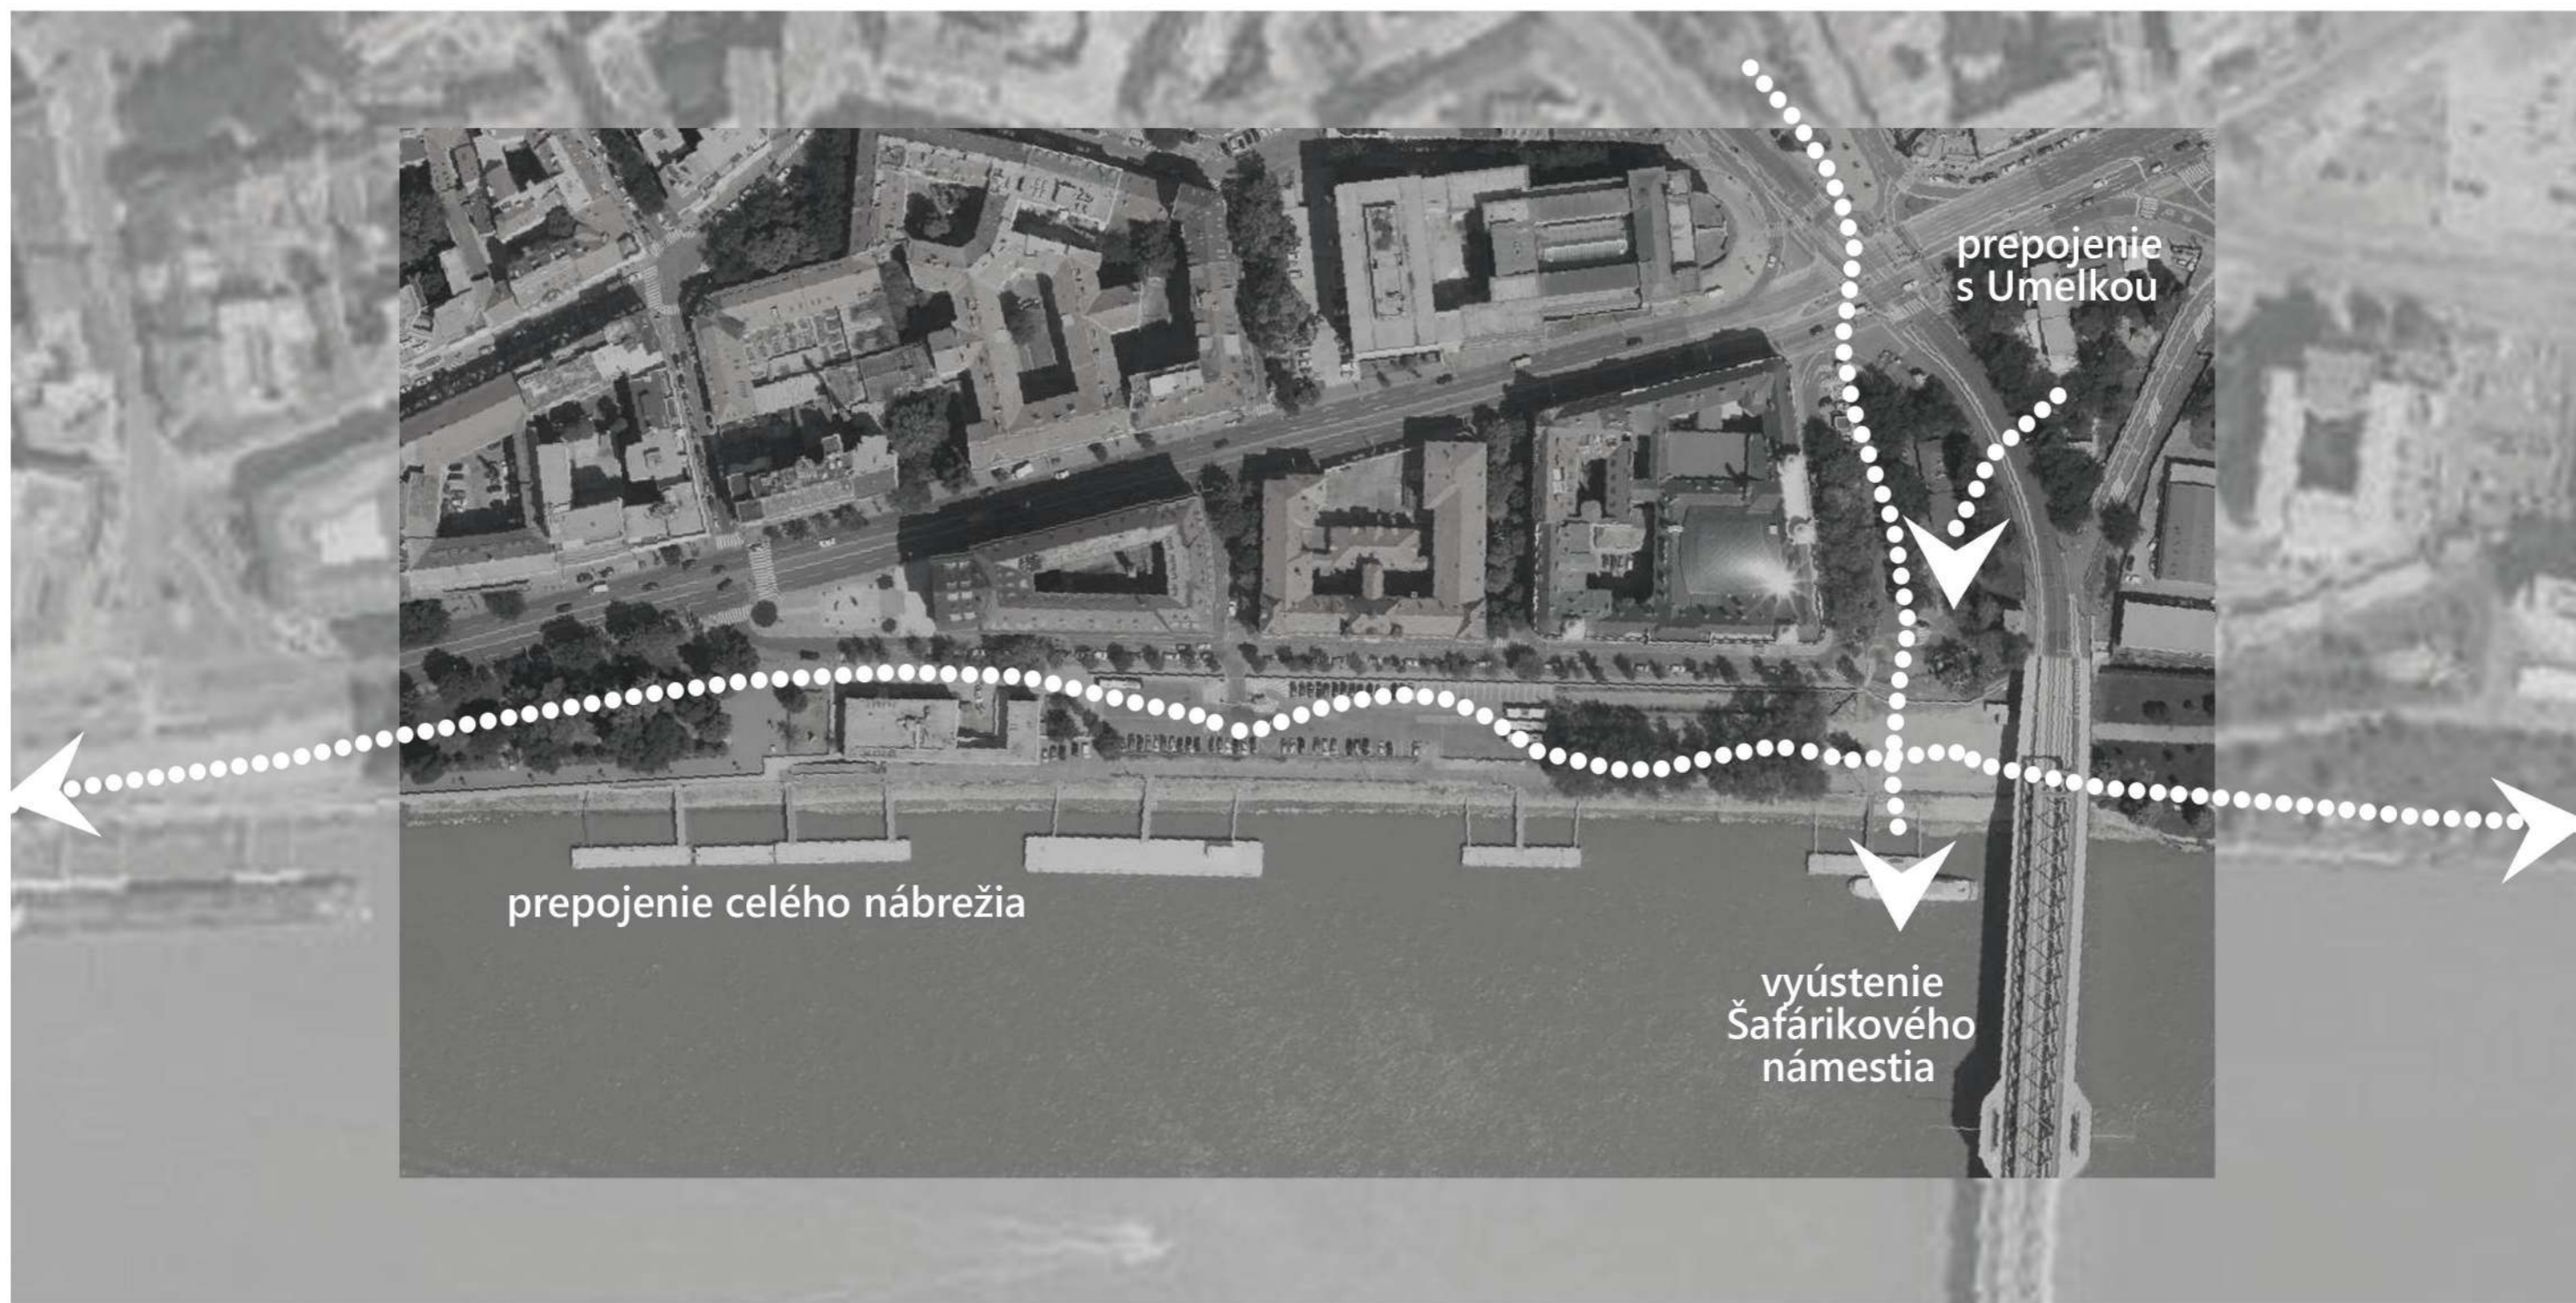 prepojenie
s Umelkou
prepojenie celého nábrežia
vyústenie
Šafárikového
námestia